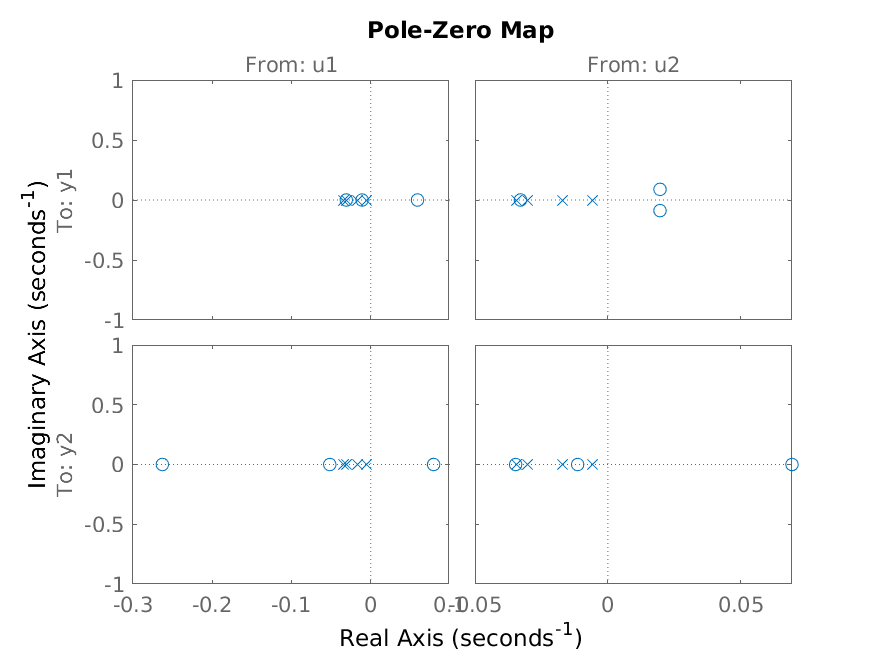 Pole-Zero Map
From: u1
From: u2
Imaginary Axis (seconds⁻¹)
To: y1
1
0.5
0
-0.5
-1
To: y2
1
0.5
0
-0.5
-1
-0.3 -0.2 -0.1 0 0.1
-0.05 0 0.05
Real Axis (seconds⁻¹)